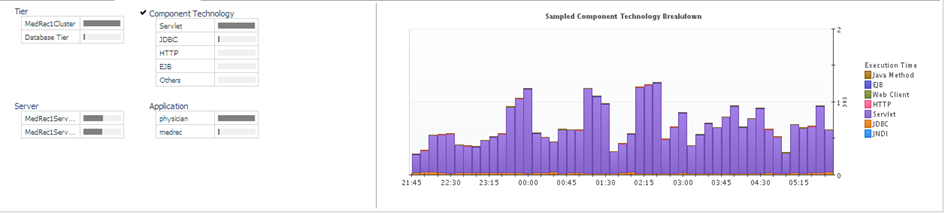 Tier
MedRec1Cluster
Database Tier
Component Technology
Servlet
JDBC
HTTP
EJB
Others
Server
MedRec1Serv...
MedRec1Serv...
Application
physician
medrec
Sampled Component Technology Breakdown
2
1
0
21:45 22:30 23:15 00:00 00:45 01:30 02:15 03:00 03:45 04:30 05:15
Execution Time
Java Method
EJB
Web Client
HTTP
Servlet
JDBC
JNDI